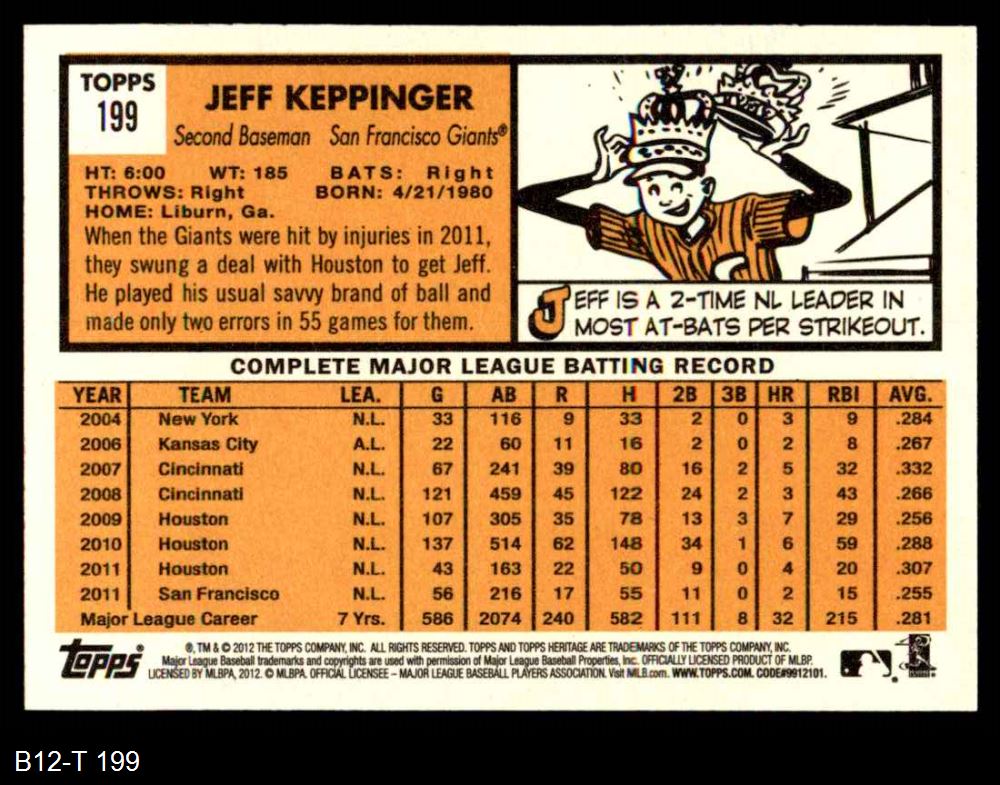 TOPPS
199
JEFF KEPPINGER
Second Baseman San Francisco Giants®
HT: 6:00 WT: 185 BATS: Right
THROWS: Right BORN: 4/21/1980
HOME: Liburn, Ga.
When the Giants were hit by injuries in 2011,
they swung a deal with Houston to get Jeff.
He played his usual savvy brand of ball and
made only two errors in 55 games for them.
JEFF IS A 2-TIME NL LEADER IN
MOST AT-BATS PER STRIKEOUT.
COMPLETE MAJOR LEAGUE BATTING RECORD
YEAR TEAM LEA. G AB R H 2B 3B HR RBI AVG.
2004 New York N.L. 33 116 9 33 2 0 3 9 .284
2006 Kansas City A.L. 22 60 11 16 2 0 2 8 .267
2007 Cincinnati N.L. 67 241 39 80 16 2 5 32 .332
2008 Cincinnati N.L. 121 459 45 122 24 2 3 43 .266
2009 Houston N.L. 107 305 35 78 13 3 7 29 .256
2010 Houston N.L. 137 514 62 148 34 1 6 59 .288
2011 Houston N.L. 43 163 22 50 9 0 4 20 .307
2011 San Francisco N.L. 56 216 17 55 11 0 2 15 .255
Major League Career 7 Yrs. 586 2074 240 582 111 8 32 215 .281
Topps
®, TM & © 2012 THE TOPPS COMPANY, INC. ALL RIGHTS RESERVED. TOPPS AND TOPPS HERITAGE ARE TRADEMARKS OF THE TOPPS COMPANY, INC.
Major League Baseball trademarks and copyrights are used with permission of Major League Baseball Properties, Inc. OFFICIALLY LICENSED PRODUCT OF MLBP.
LICENSED BY MLBPA, 2012. © MLBPA. OFFICIAL LICENSEE – MAJOR LEAGUE BASEBALL PLAYERS ASSOCIATION. Visit MLB.com. WWW.TOPPS.COM. CODE#9912101.
B12-T 199